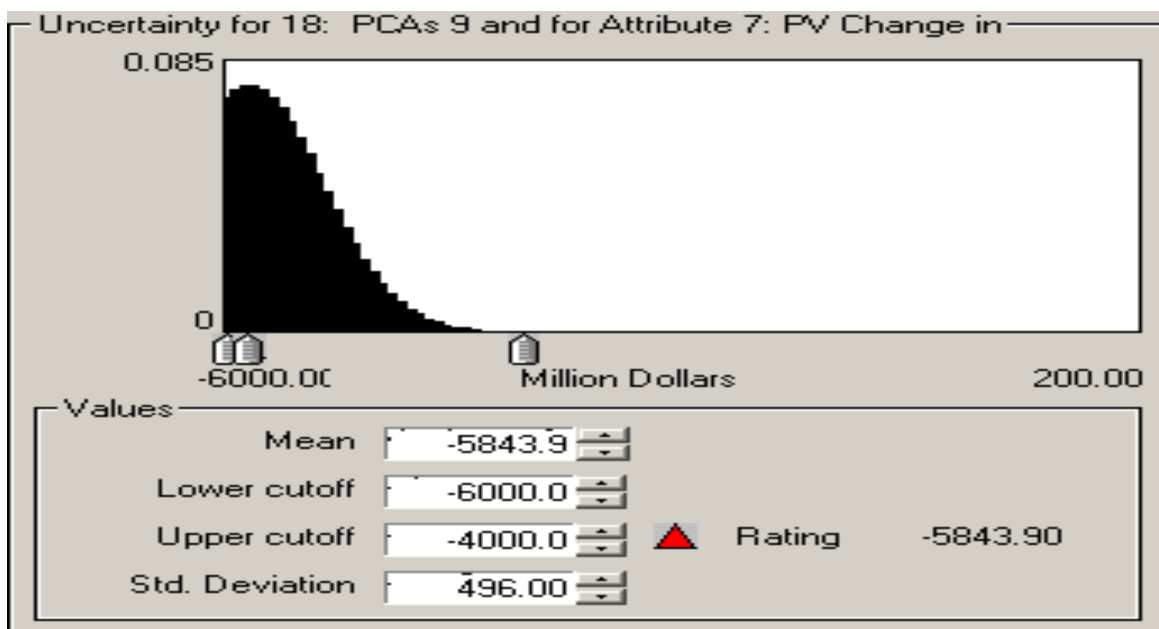 Uncertainty for 18: PCAs 9 and for Attribute 7: PV Change in
0.085
0
-6000.00 Million Dollars 200.00
Values
Mean -5843.9
Lower cutoff -6000.0
Upper cutoff -4000.0 Rating -5843.90
Std. Deviation 496.00